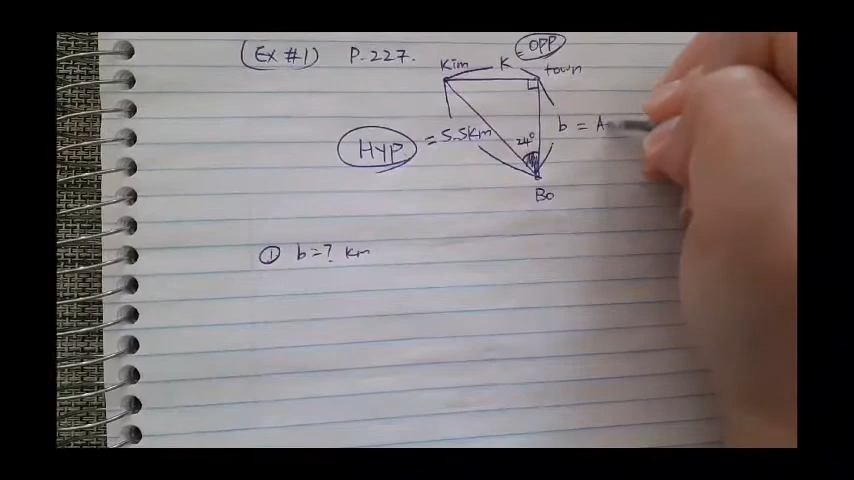 Ex #1) P.227.
Kim K = OPP
town
HYP = 5.5km 24° b = A
Bo
① b=? km